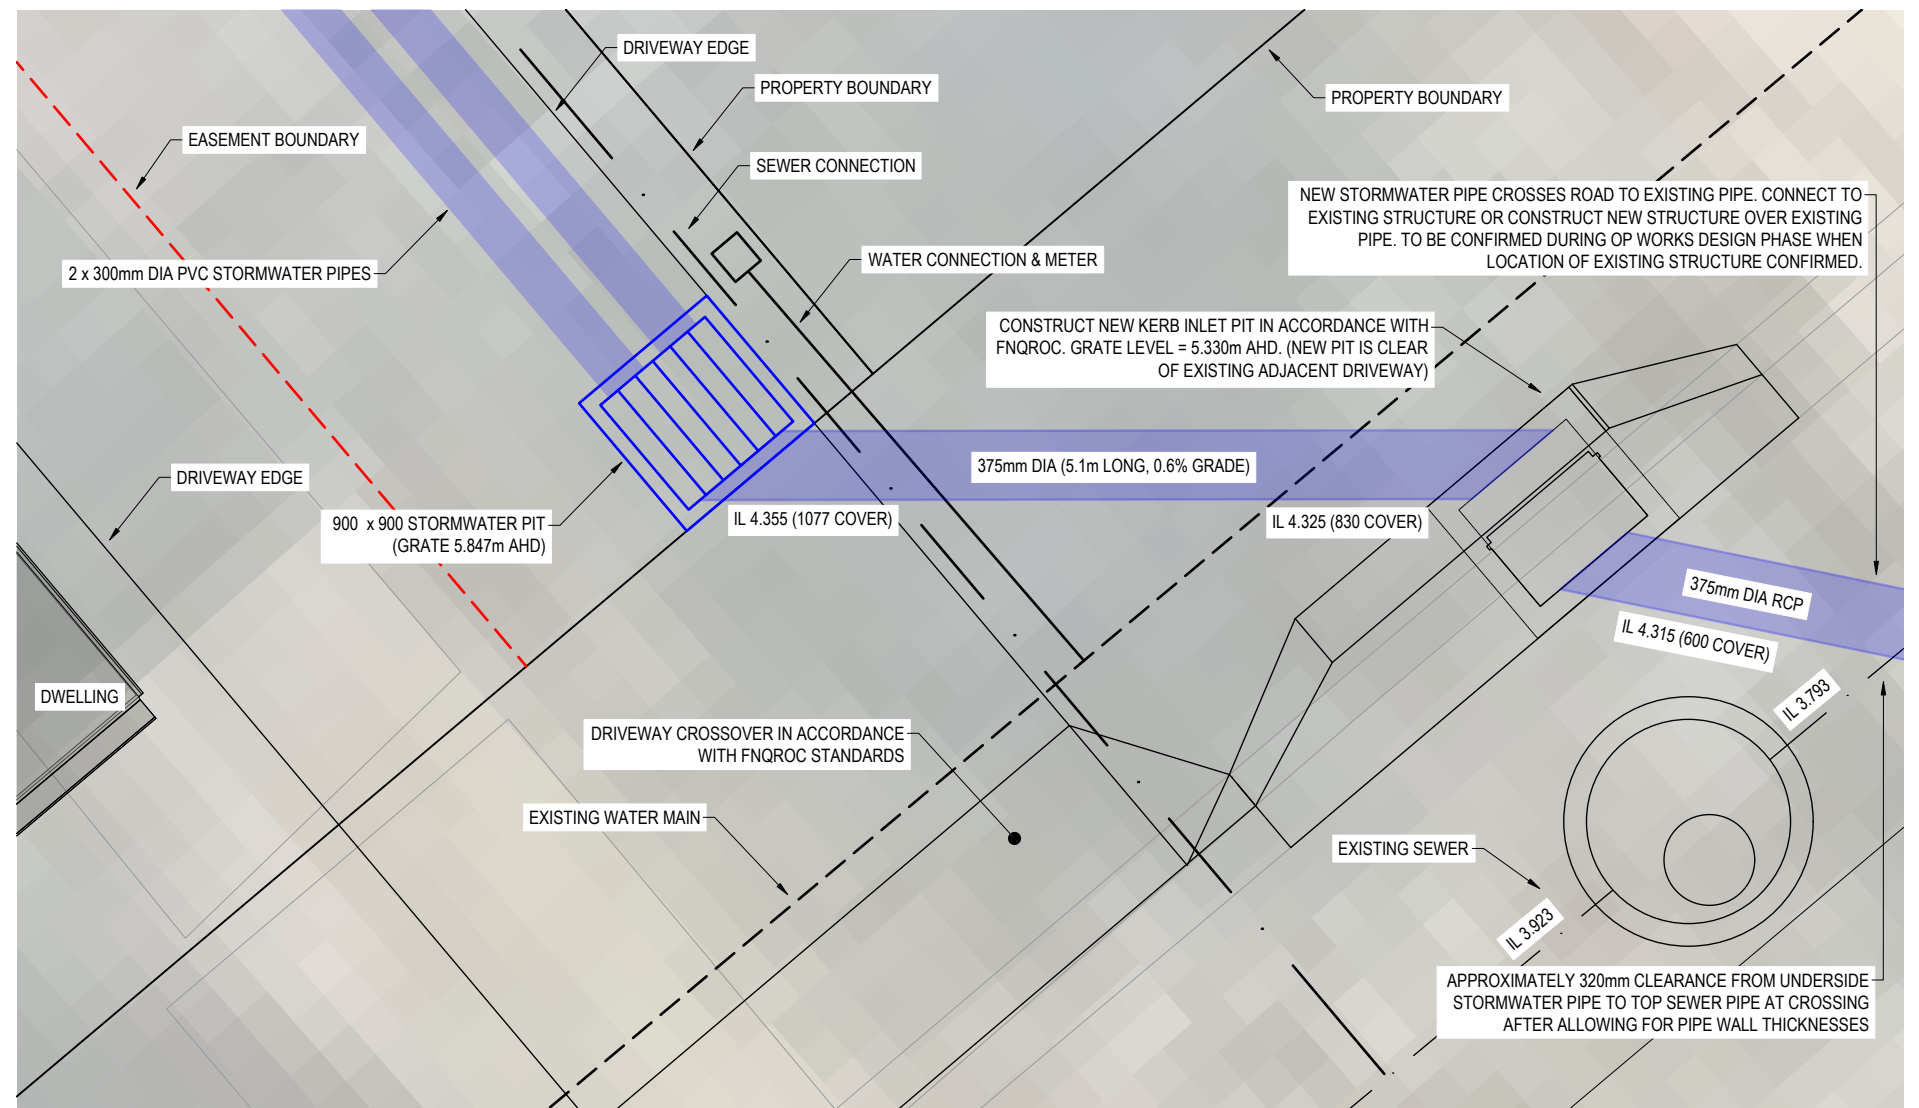 DRIVEWAY EDGE
PROPERTY BOUNDARY
PROPERTY BOUNDARY
EASEMENT BOUNDARY
SEWER CONNECTION
NEW STORMWATER PIPE CROSSES ROAD TO EXISTING PIPE. CONNECT TO
EXISTING STRUCTURE OR CONSTRUCT NEW STRUCTURE OVER EXISTING
PIPE. TO BE CONFIRMED DURING OP WORKS DESIGN PHASE WHEN
LOCATION OF EXISTING STRUCTURE CONFIRMED.
2 x 300mm DIA PVC STORMWATER PIPES
WATER CONNECTION & METER
CONSTRUCT NEW KERB INLET PIT IN ACCORDANCE WITH
FNQROC. GRATE LEVEL = 5.330m AHD. (NEW PIT IS CLEAR
OF EXISTING ADJACENT DRIVEWAY)
DRIVEWAY EDGE
375mm DIA (5.1m LONG, 0.6% GRADE)
900 x 900 STORMWATER PIT
(GRATE 5.847m AHD)
IL 4.355 (1077 COVER)
IL 4.325 (830 COVER)
375mm DIA RCP
IL 4.315 (600 COVER)
DWELLING
IL 3.793
DRIVEWAY CROSSOVER IN ACCORDANCE
WITH FNQROC STANDARDS
EXISTING WATER MAIN
EXISTING SEWER
IL 3.923
APPROXIMATELY 320mm CLEARANCE FROM UNDERSIDE
STORMWATER PIPE TO TOP SEWER PIPE AT CROSSING
AFTER ALLOWING FOR PIPE WALL THICKNESSES